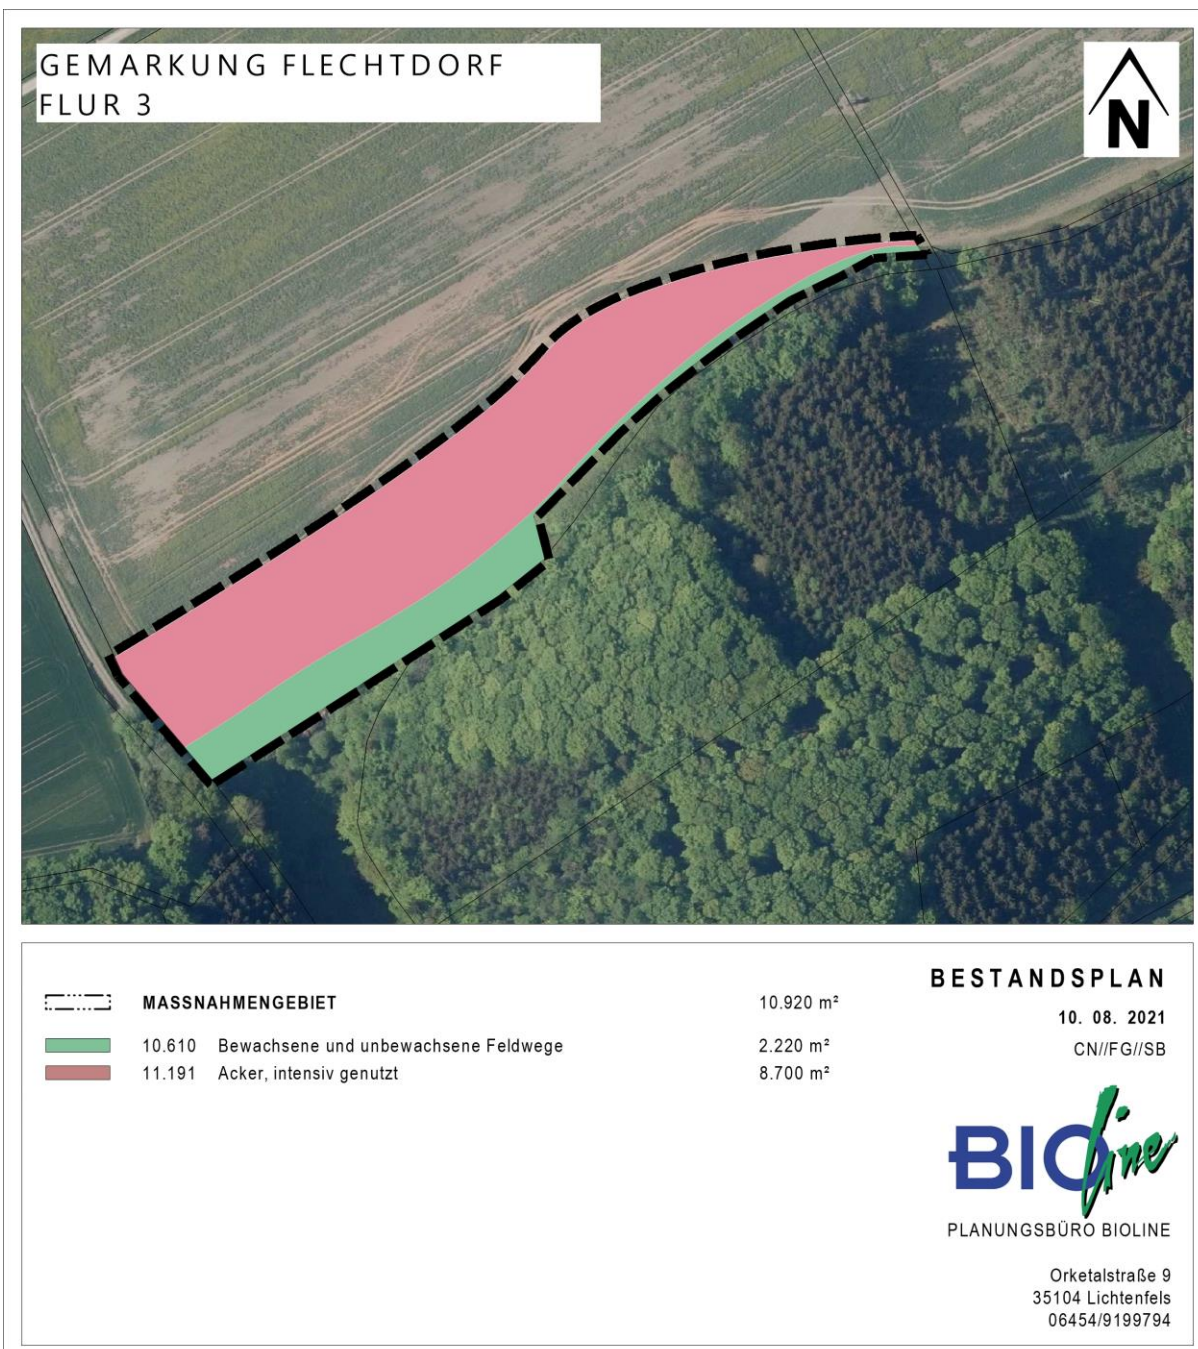 GEMARKUNG FLECHTDORF
FLUR 3
N
MASSNAHMENGEBIET 10.920 m²
10.610 Bewachsene und unbewachsene Feldwege 2.220 m²
11.191 Acker, intensiv genutzt 8.700 m²
BESTANDSPLAN
10. 08. 2021
CN//FG//SB
BIOline
PLANUNGSBÜRO BIOLINE
Orketalstraße 9
35104 Lichtenfels
06454/9199794